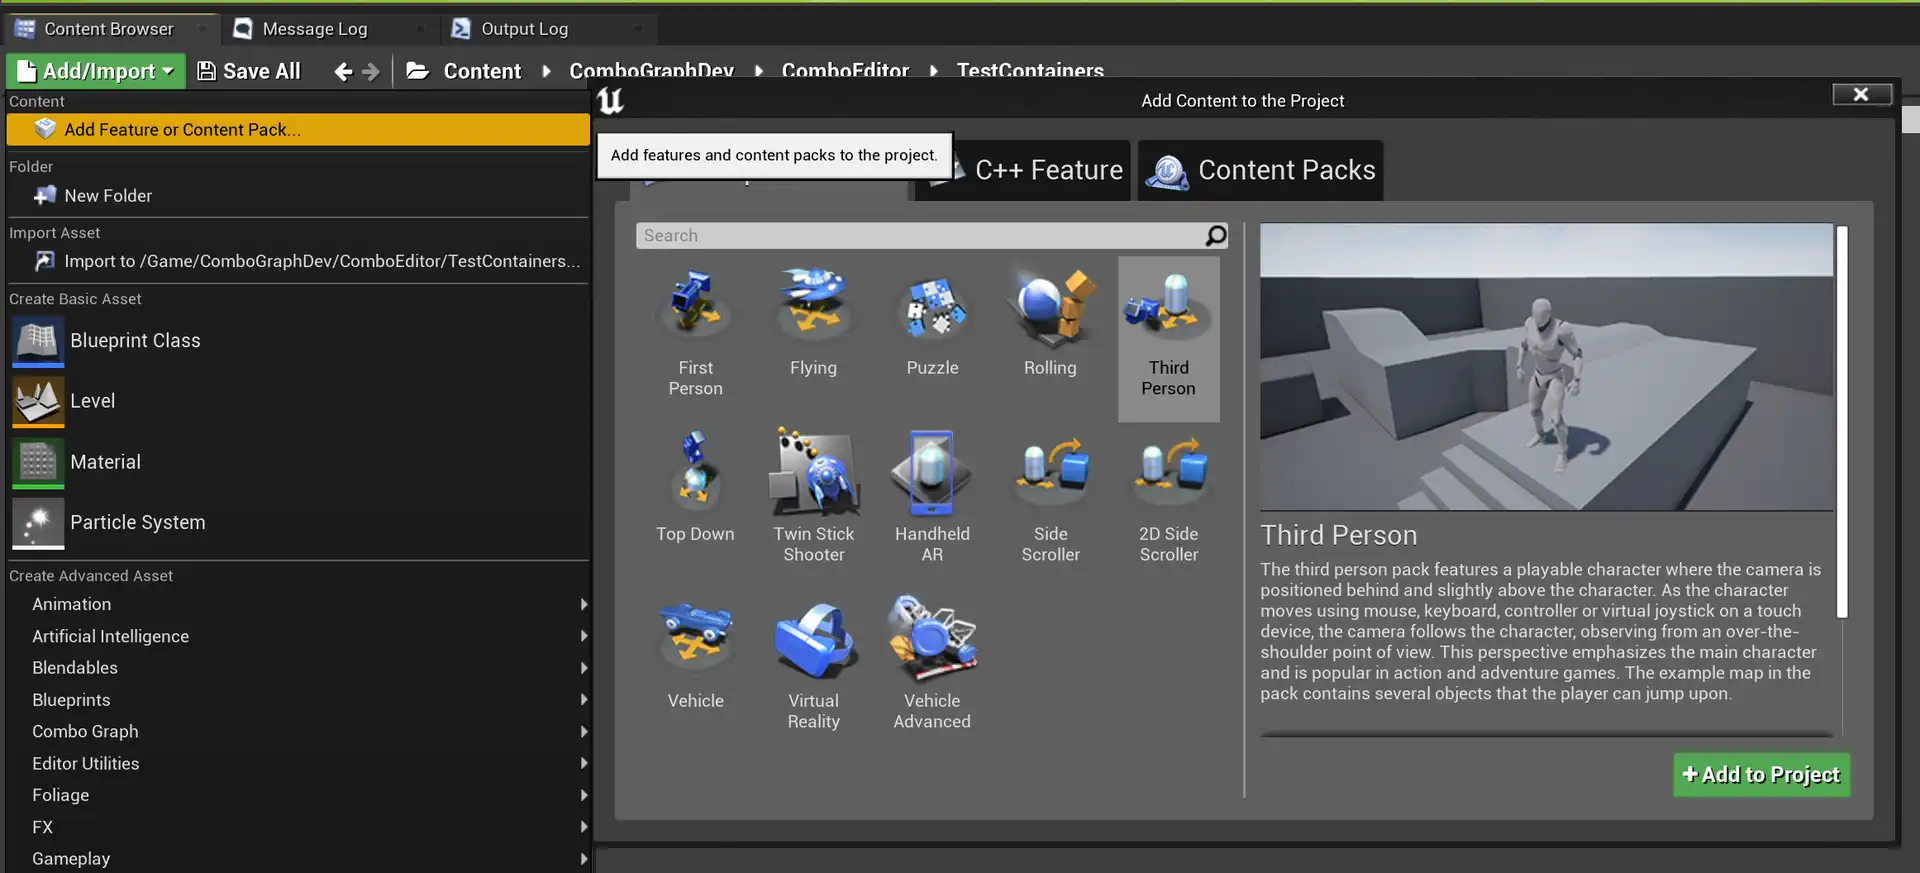 Content Browser
Message Log
Output Log
Add/Import
Save All
Content
ComboGraphDev
ComboEditor
TestContainers
Content
Add Feature or Content Pack...
Folder
New Folder
Import Asset
Import to /Game/ComboGraphDev/ComboEditor/TestContainers...
Create Basic Asset
Blueprint Class
Level
Material
Particle System
Create Advanced Asset
Animation
Artificial Intelligence
Blendables
Blueprints
Combo Graph
Editor Utilities
Foliage
FX
Gameplay
Add Content to the Project
Add features and content packs to the project.
C++ Feature
Content Packs
Search
First
Person
Flying
Puzzle
Rolling
Third
Person
Top Down
Twin Stick
Shooter
Handheld
AR
Side
Scroller
2D Side
Scroller
Vehicle
Virtual
Reality
Vehicle
Advanced
Third Person
The third person pack features a playable character where the camera is
positioned behind and slightly above the character. As the character
moves using mouse, keyboard, controller or virtual joystick on a touch
device, the camera follows the character, observing from an over-the-
shoulder point of view. This perspective emphasizes the main character
and is popular in action and adventure games. The example map in the
pack contains several objects that the player can jump upon.
Add to Project